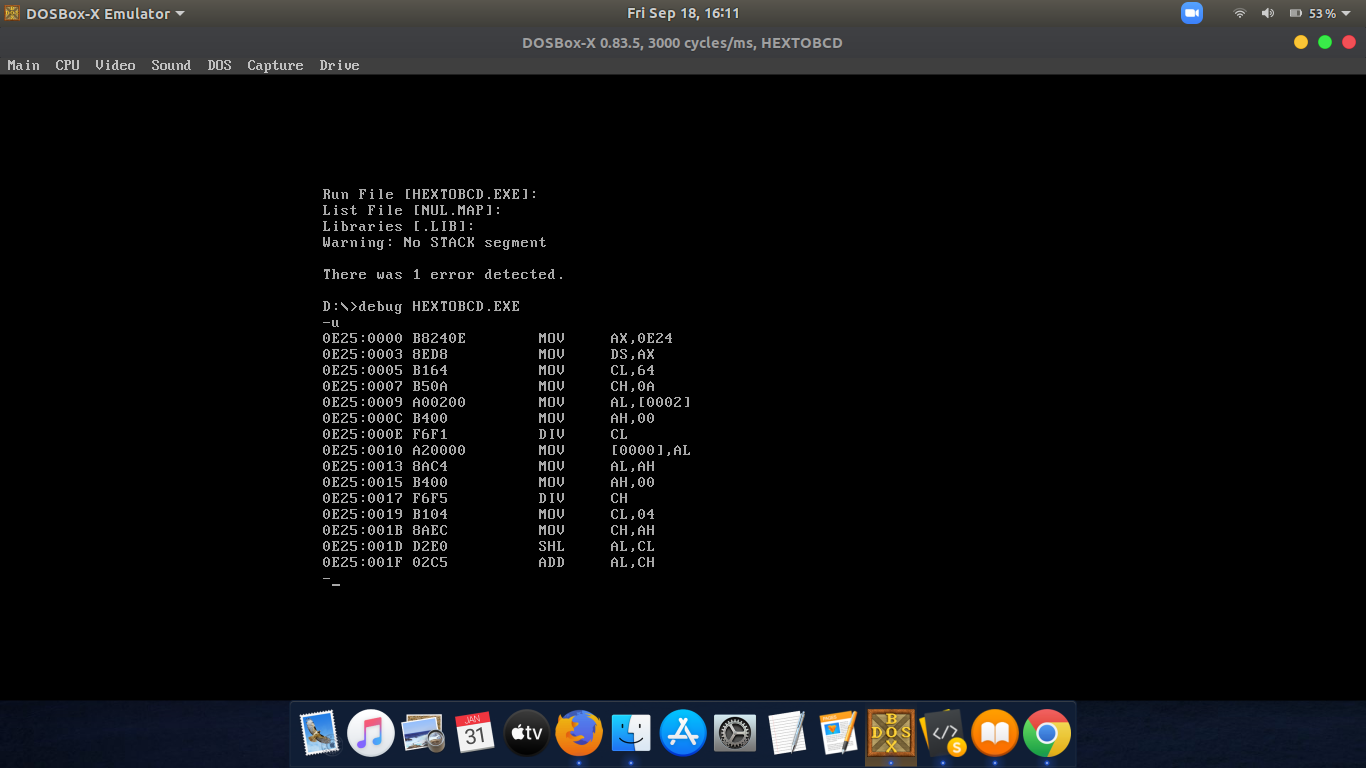 DOSBox-X Emulator
Fri Sep 18, 16:11
53 %
DOSBox-X 0.83.5, 3000 cycles/ms, HEXTOBCD
Main CPU Video Sound DOS Capture Drive
Run File [HEXTOBCD.EXE]:
List File [NUL.MAP]:
Libraries [.LIB]:
Warning: No STACK segment
There was 1 error detected.
D:\>debug HEXTOBCD.EXE
-u
0E25:0000 B8240E MOV AX,0E24
0E25:0003 8ED8 MOV DS,AX
0E25:0005 B164 MOV CL,64
0E25:0007 B50A MOV CH,0A
0E25:0009 A00200 MOV AL,[0002]
0E25:000C B400 MOV AH,00
0E25:000E F6F1 DIV CL
0E25:0010 A20000 MOV [0000],AL
0E25:0013 8AC4 MOV AL,AH
0E25:0015 B400 MOV AH,00
0E25:0017 F6F5 DIV CH
0E25:0019 B104 MOV CL,04
0E25:001B 8AEC MOV CH,AH
0E25:001D D2E0 SHL AL,CL
0E25:001F 02C5 ADD AL,CH
-_
JAN
31
tv
B
DOS
X
</>
S